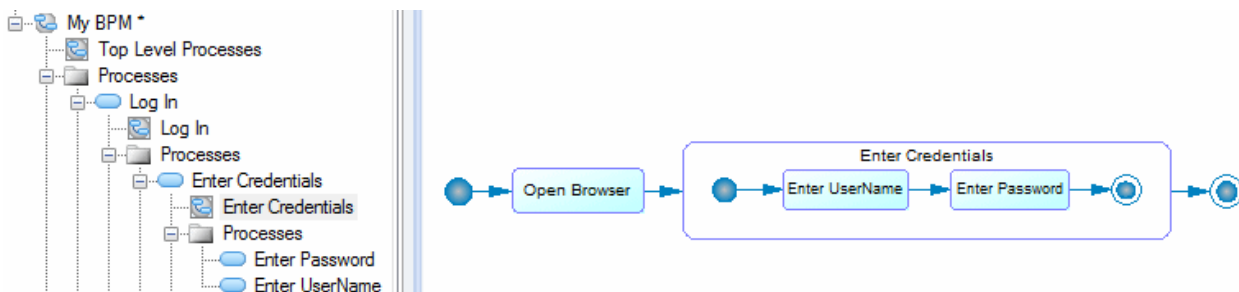 My BPM *
Top Level Processes
Processes
Log In
Log In
Processes
Enter Credentials
Enter Credentials
Processes
Enter Password
Enter UserName
Open Browser
Enter Credentials
Enter UserName
Enter Password